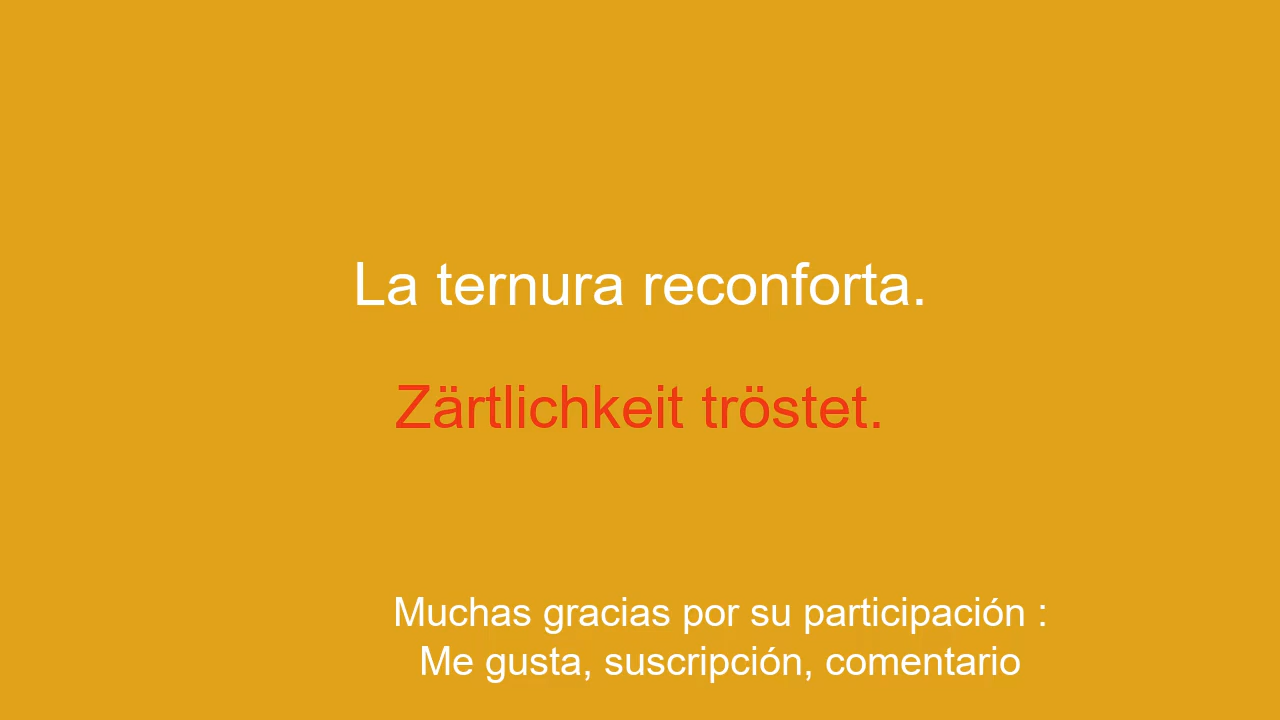 La ternura reconforta.
Zärtlichkeit tröstet.
Muchas gracias por su participación :
Me gusta, suscripción, comentario